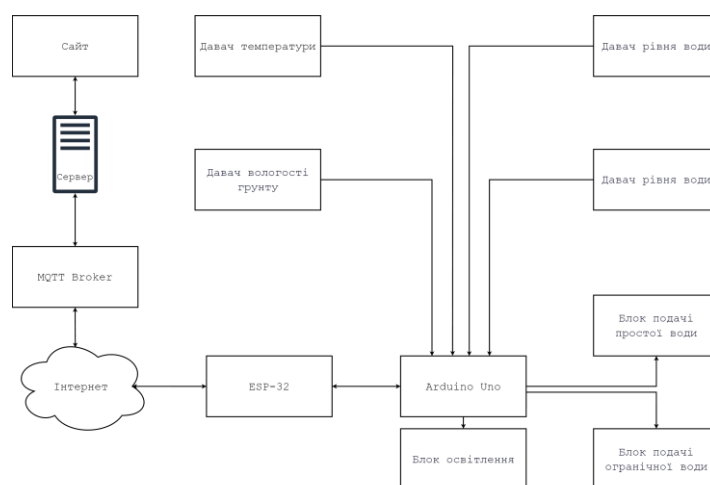 Сайт
Давач температури
Давач рівня води
Сервер
Давач вологості
грунту
Давач рівня води
MQTT Broker
Блок подачі
простої води
Інтернет
ESP-32
Arduino Uno
Блок освітлення
Блок подачі
огранічної води